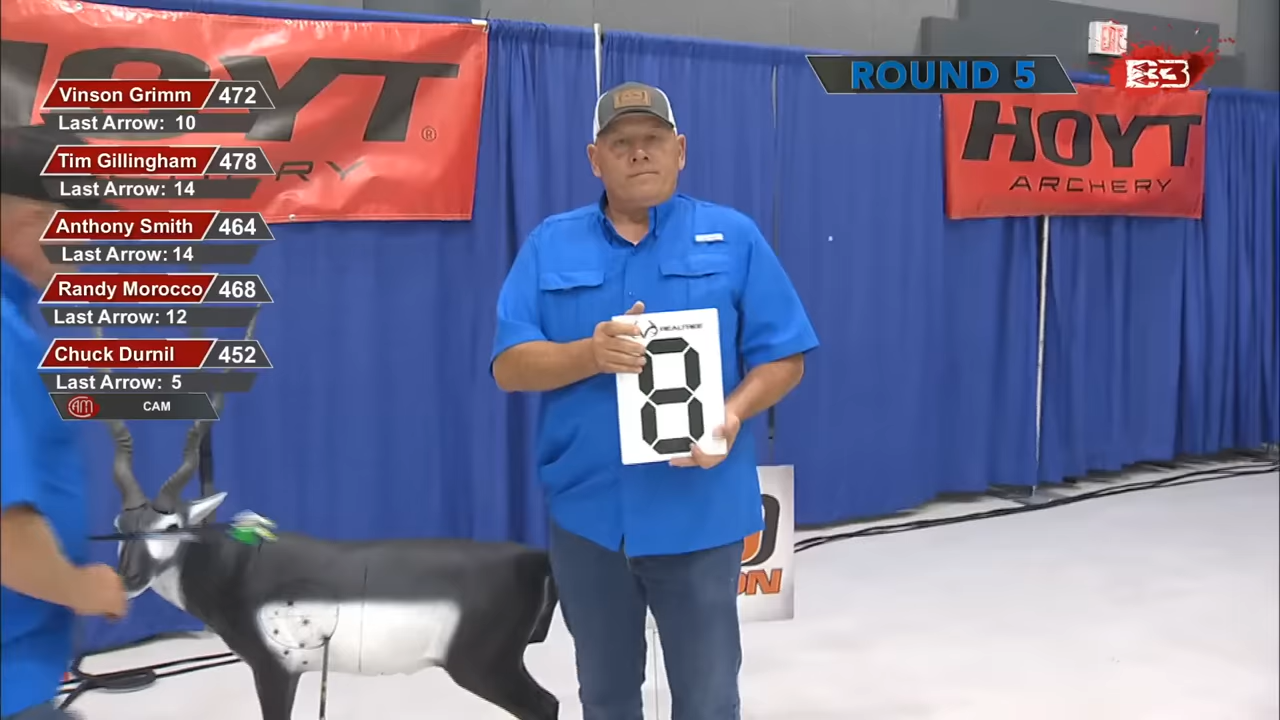 HOYT
®
Vinson Grimm 472
Last Arrow: 10
Tim Gillingham 478
Last Arrow: 14
Anthony Smith 464
Last Arrow: 14
Randy Morocco 468
Last Arrow: 12
Chuck Durnil 452
Last Arrow: 5
CAM
ROUND 5
B3
HOYT
ARCHERY
REALTREE
8